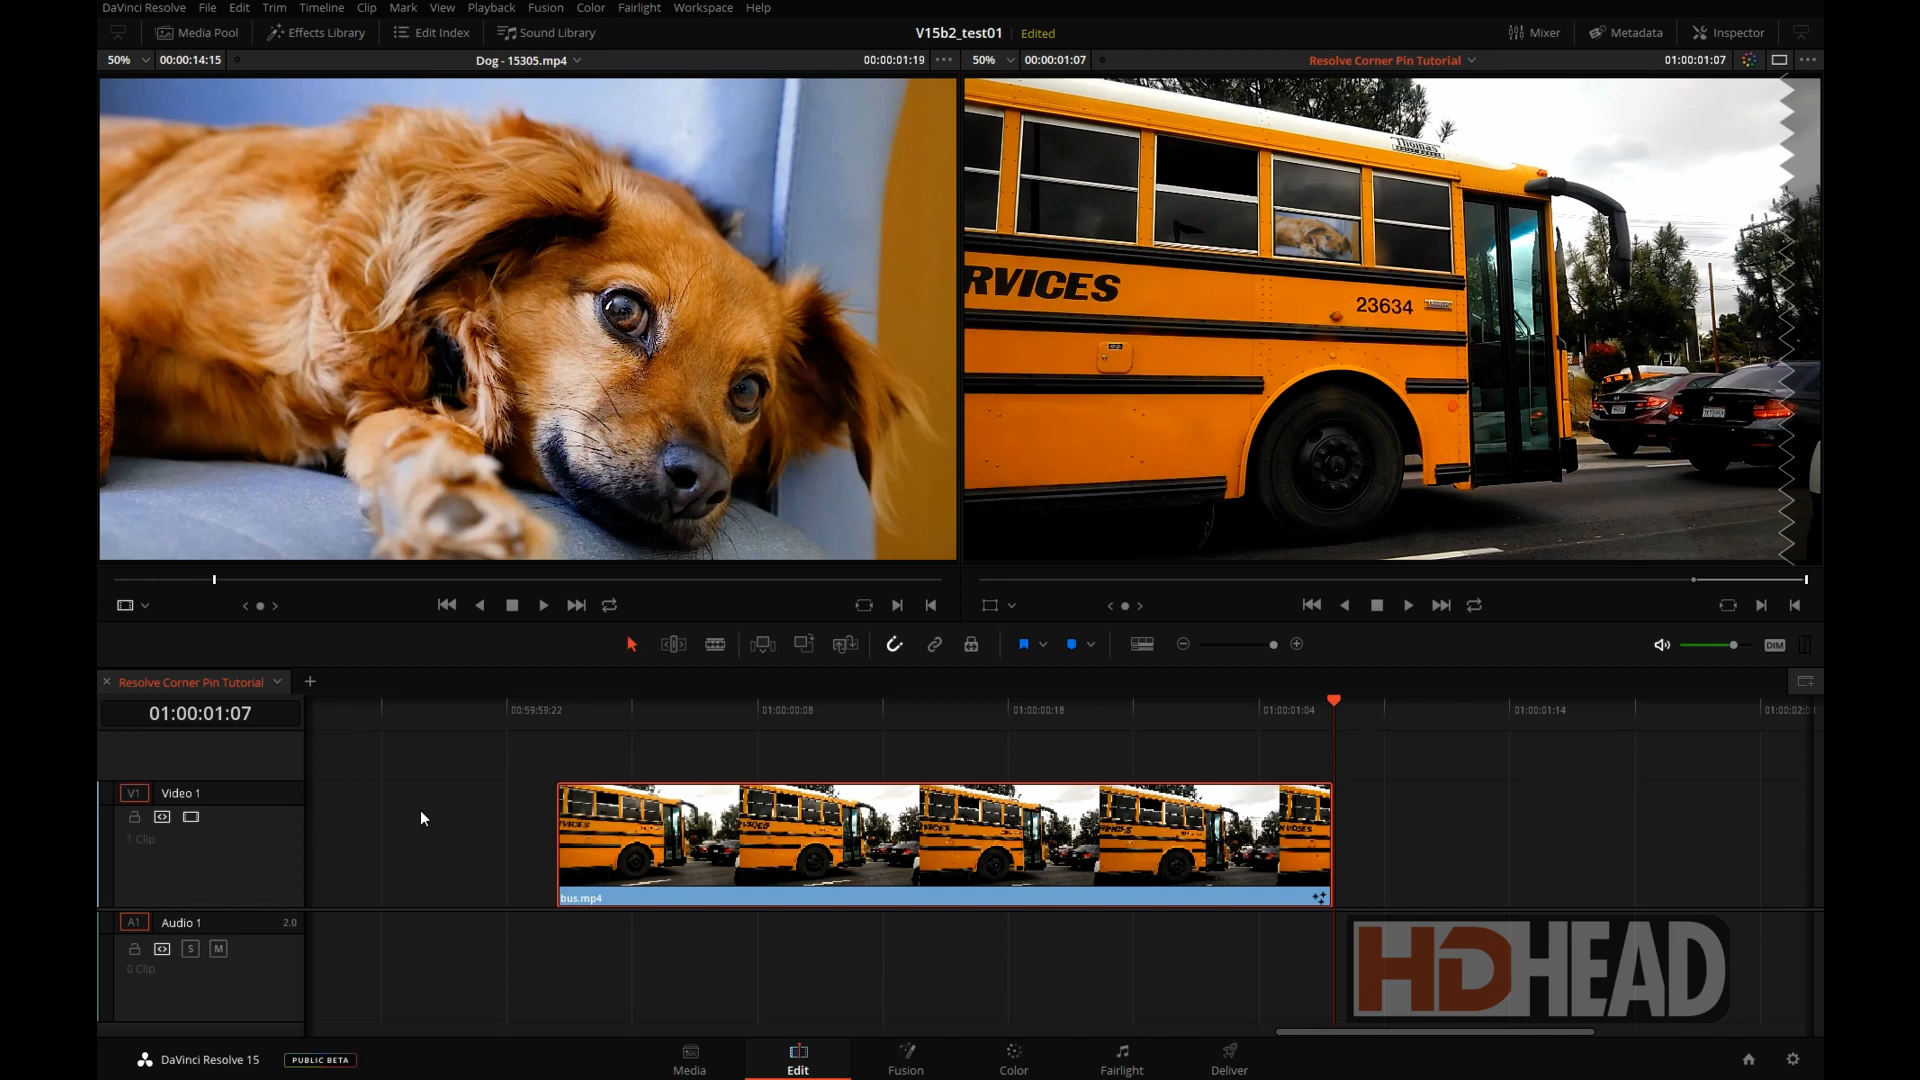 DaVinci Resolve File Edit Trim Timeline Clip Mark View Playback Fusion Color Fairlight Workspace Help
Media Pool Effects Library Edit Index Sound Library V15b2_test01 Edited Mixer Metadata Inspector
50% 00:00:14:15 Dog - 15305.mp4 00:00:01:19 50% 00:00:01:07 Resolve Corner Pin Tutorial 01:00:01:07
Thomas
RVICES
23634
DIM
Resolve Corner Pin Tutorial
01:00:01:07
00:59:59:22 01:00:00:08 01:00:00:18 01:00:01:04 01:00:01:14
V1 Video 1
1 Clip
bus.mp4
A1 Audio 1 2.0
S M
0 Clip
HDHEAD
DaVinci Resolve 15 PUBLIC BETA
Media Edit Fusion Color Fairlight Deliver